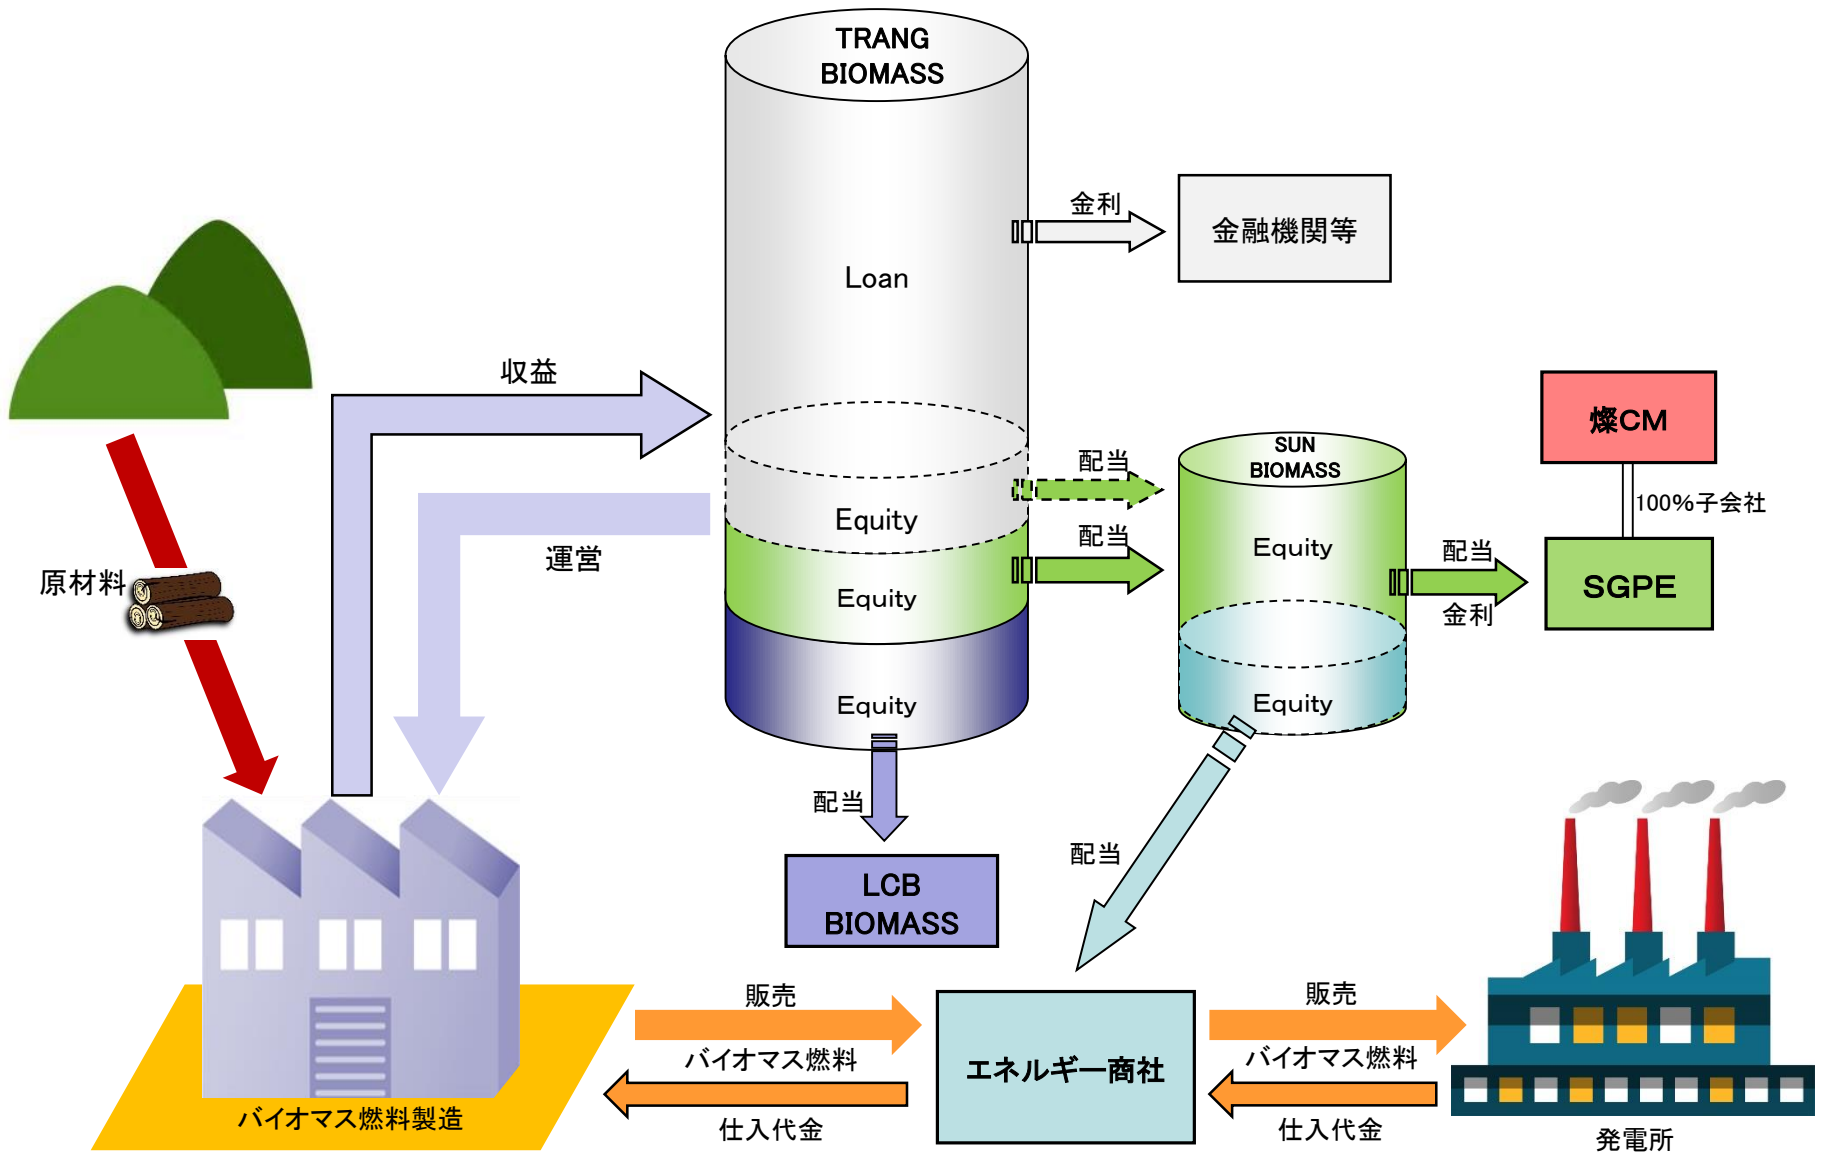 TRANG
BIOMASS
金利
金融機関等
Loan
収益
燦CM
SUN
BIOMASS
配当
100%子会社
Equity
運営
配当
Equity
配当
SGPE
金利
原材料
Equity
Equity
Equity
配当
配当
LCB
BIOMASS
販売
販売
バイオマス燃料
バイオマス燃料
エネルギー商社
バイオマス燃料製造
仕入代金
仕入代金
発電所